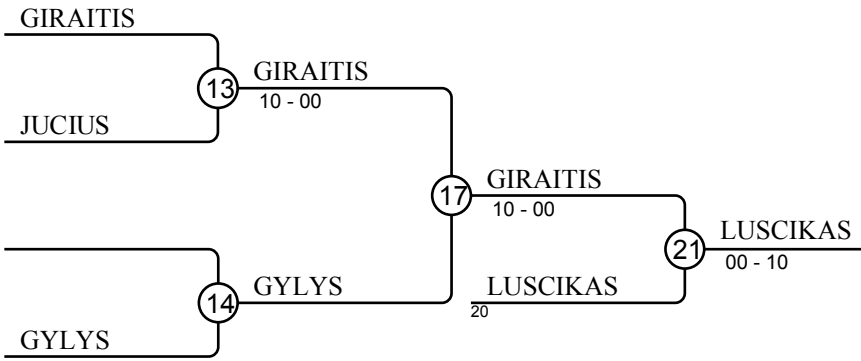 GIRAITIS
13
GIRAITIS
10 - 00
JUCIUS
17
GIRAITIS
10 - 00
21
LUSCIKAS
00 - 10
14
GYLYS
LUSCIKAS
20
GYLYS